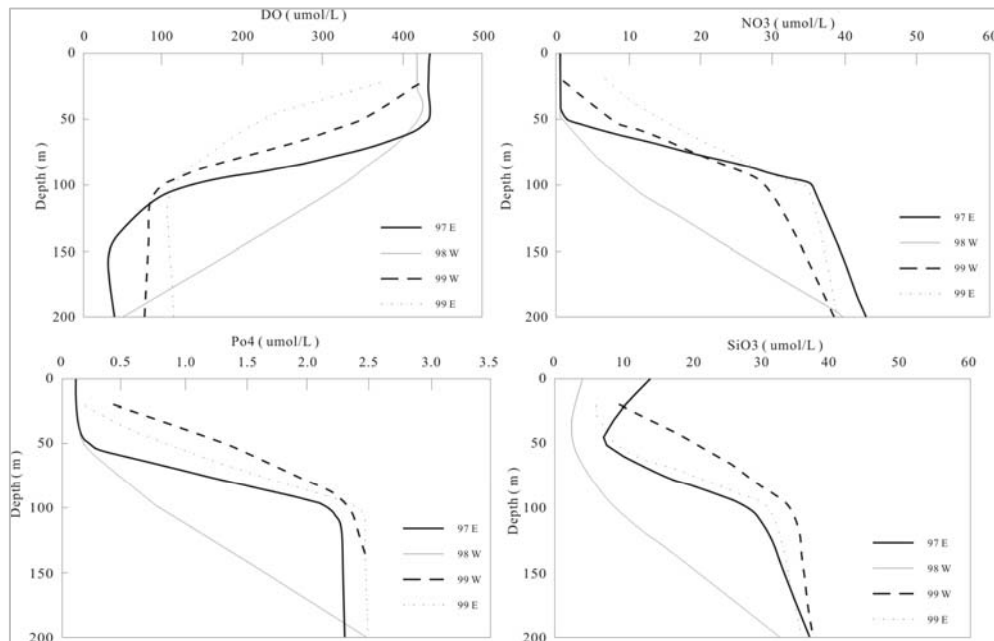 DO ( umol/L )
0 100 200 300 400 500
0
50
100
150
200
Depth ( m )
97 E
98 W
99 W
99 E
NO3 ( umol/L )
0 10 20 30 40 60
0
50
100
150
200
Depth ( m )
97 E
98 W
99 W
99 E
Po4 ( umol/L )
0 0.5 1.0 1.5 2.0 2.5 3.0 3.5
0
50
100
150
200
Depth ( m )
97 E
98 W
99 W
99 E
SiO3 ( umol/L )
0 10 20 30 40 50 60
0
50
100
150
200
Depth ( m )
97 E
98 W
99 W
99 E